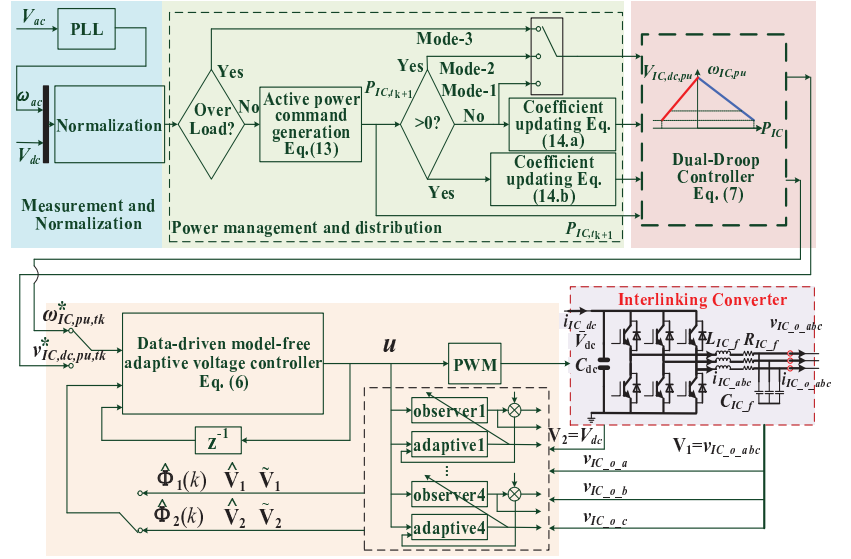 V_ac
PLL
ω_ac
V_dc
Normalization
Measurement and
Normalization
Yes
Over
Load?
No
Active power
command
generation
Eq.(13)
P_IC,t_k+1
Mode-3
Yes
Mode-2
Mode-1
>0?
No
Yes
Coefficient
updating Eq.
(14.a)
Coefficient
updating Eq.
(14.b)
Power management and distribution
P_IC,t_k+1
V_IC,dc,pu
ω_IC,pu
P_IC
Dual-Droop
Controller
Eq. (7)
ω*_IC,pu,tk
v*_IC,dc,pu,tk
Data-driven model-free
adaptive voltage controller
Eq. (6)
z^-1
u
PWM
observer1
adaptive1
...
observer4
adaptive4
Φ̂_1(k) V̂_1 Ṽ_1
Φ̂_2(k) V̂_2 Ṽ_2
Interlinking Converter
i_IC_dc
V_dc
C_dc
L_IC_f
R_IC_f
v_IC_o_abc
i_IC_abc
i_IC_o_abc
C_IC_f
V_2=V_dc
V_1=v_IC_o_abc
v_IC_o_a
v_IC_o_b
v_IC_o_c